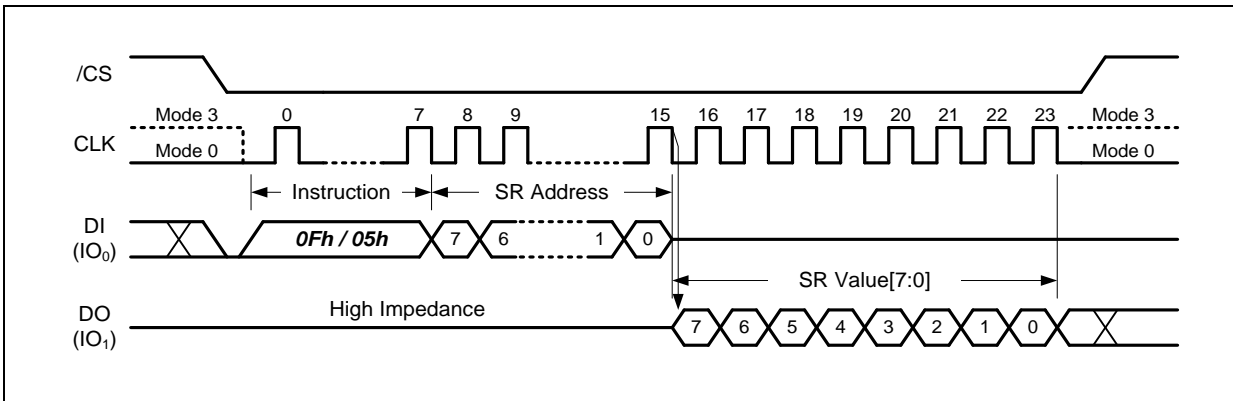 /CS
Mode 3 0 7 8 9 15 16 17 18 19 20 21 22 23 Mode 3
CLK
Mode 0 Mode 0
Instruction SR Address
DI
(IO₀)
0Fh / 05h 7 6 1 0
SR Value[7:0]
High Impedance
DO
(IO₁)
7 6 5 4 3 2 1 0